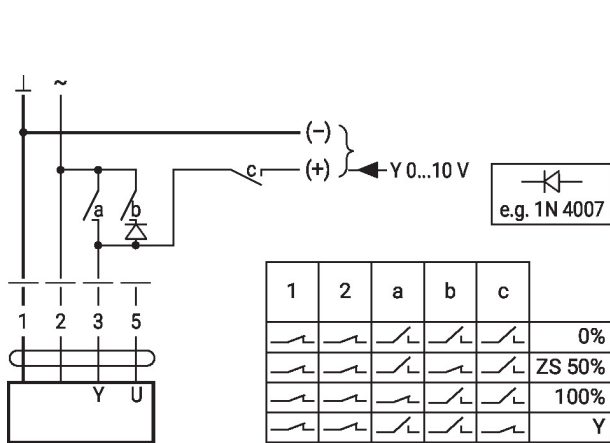 ⊥ ~
(–)
(+) Y 0...10 V
c
a b
e.g. 1N 4007
1 2 3 5
Y U
1 2 a b c
0%
ZS 50%
100%
Y